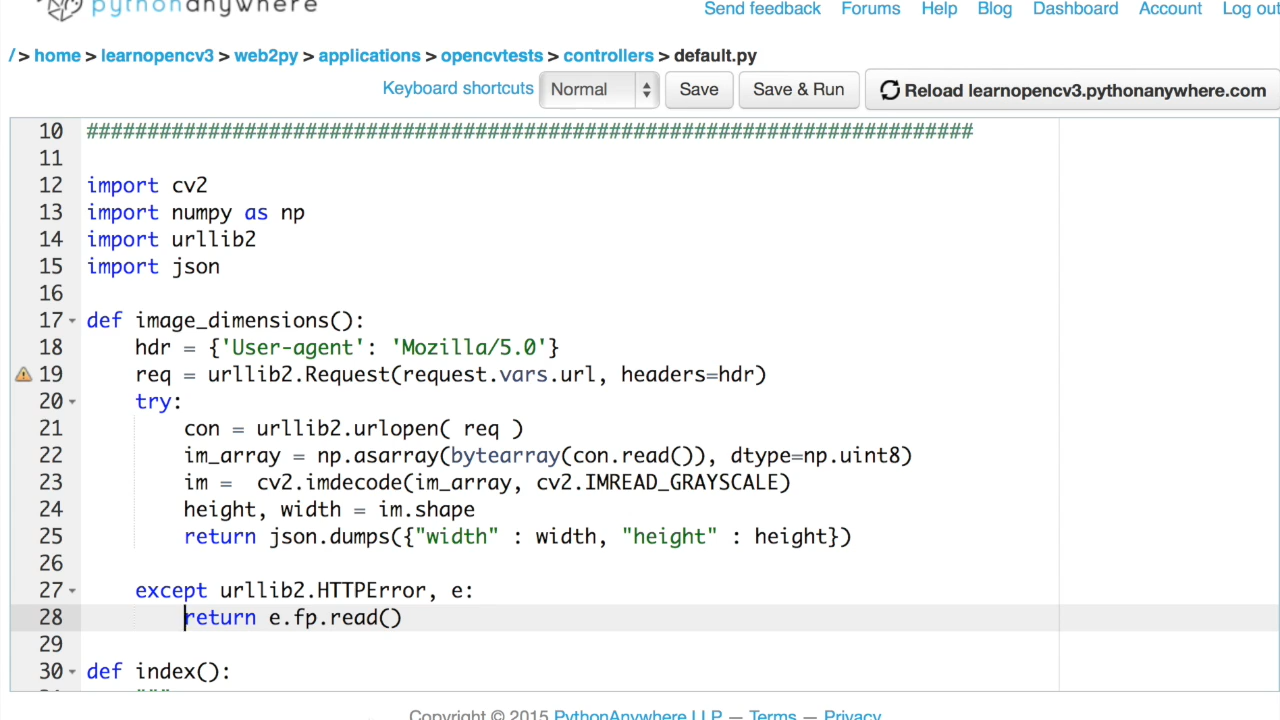 pythonanywhere
Send feedback Forums Help Blog Dashboard Account Log out
/ > home > learnopencv3 > web2py > applications > opencvtests > controllers > default.py
Keyboard shortcuts Normal Save Save & Run Reload learnopencv3.pythonanywhere.com
10 #########################################################################
11
12 import cv2
13 import numpy as np
14 import urllib2
15 import json
16
17 def image_dimensions():
18     hdr = {'User-agent': 'Mozilla/5.0'}
19     req = urllib2.Request(request.vars.url, headers=hdr)
20     try:
21         con = urllib2.urlopen( req )
22         im_array = np.asarray(bytearray(con.read()), dtype=np.uint8)
23         im =  cv2.imdecode(im_array, cv2.IMREAD_GRAYSCALE)
24         height, width = im.shape
25         return json.dumps({"width" : width, "height" : height})
26
27     except urllib2.HTTPError, e:
28         return e.fp.read()
29
30 def index():
"""
Copyright © 2015 PythonAnywhere LLP — Terms — Privacy